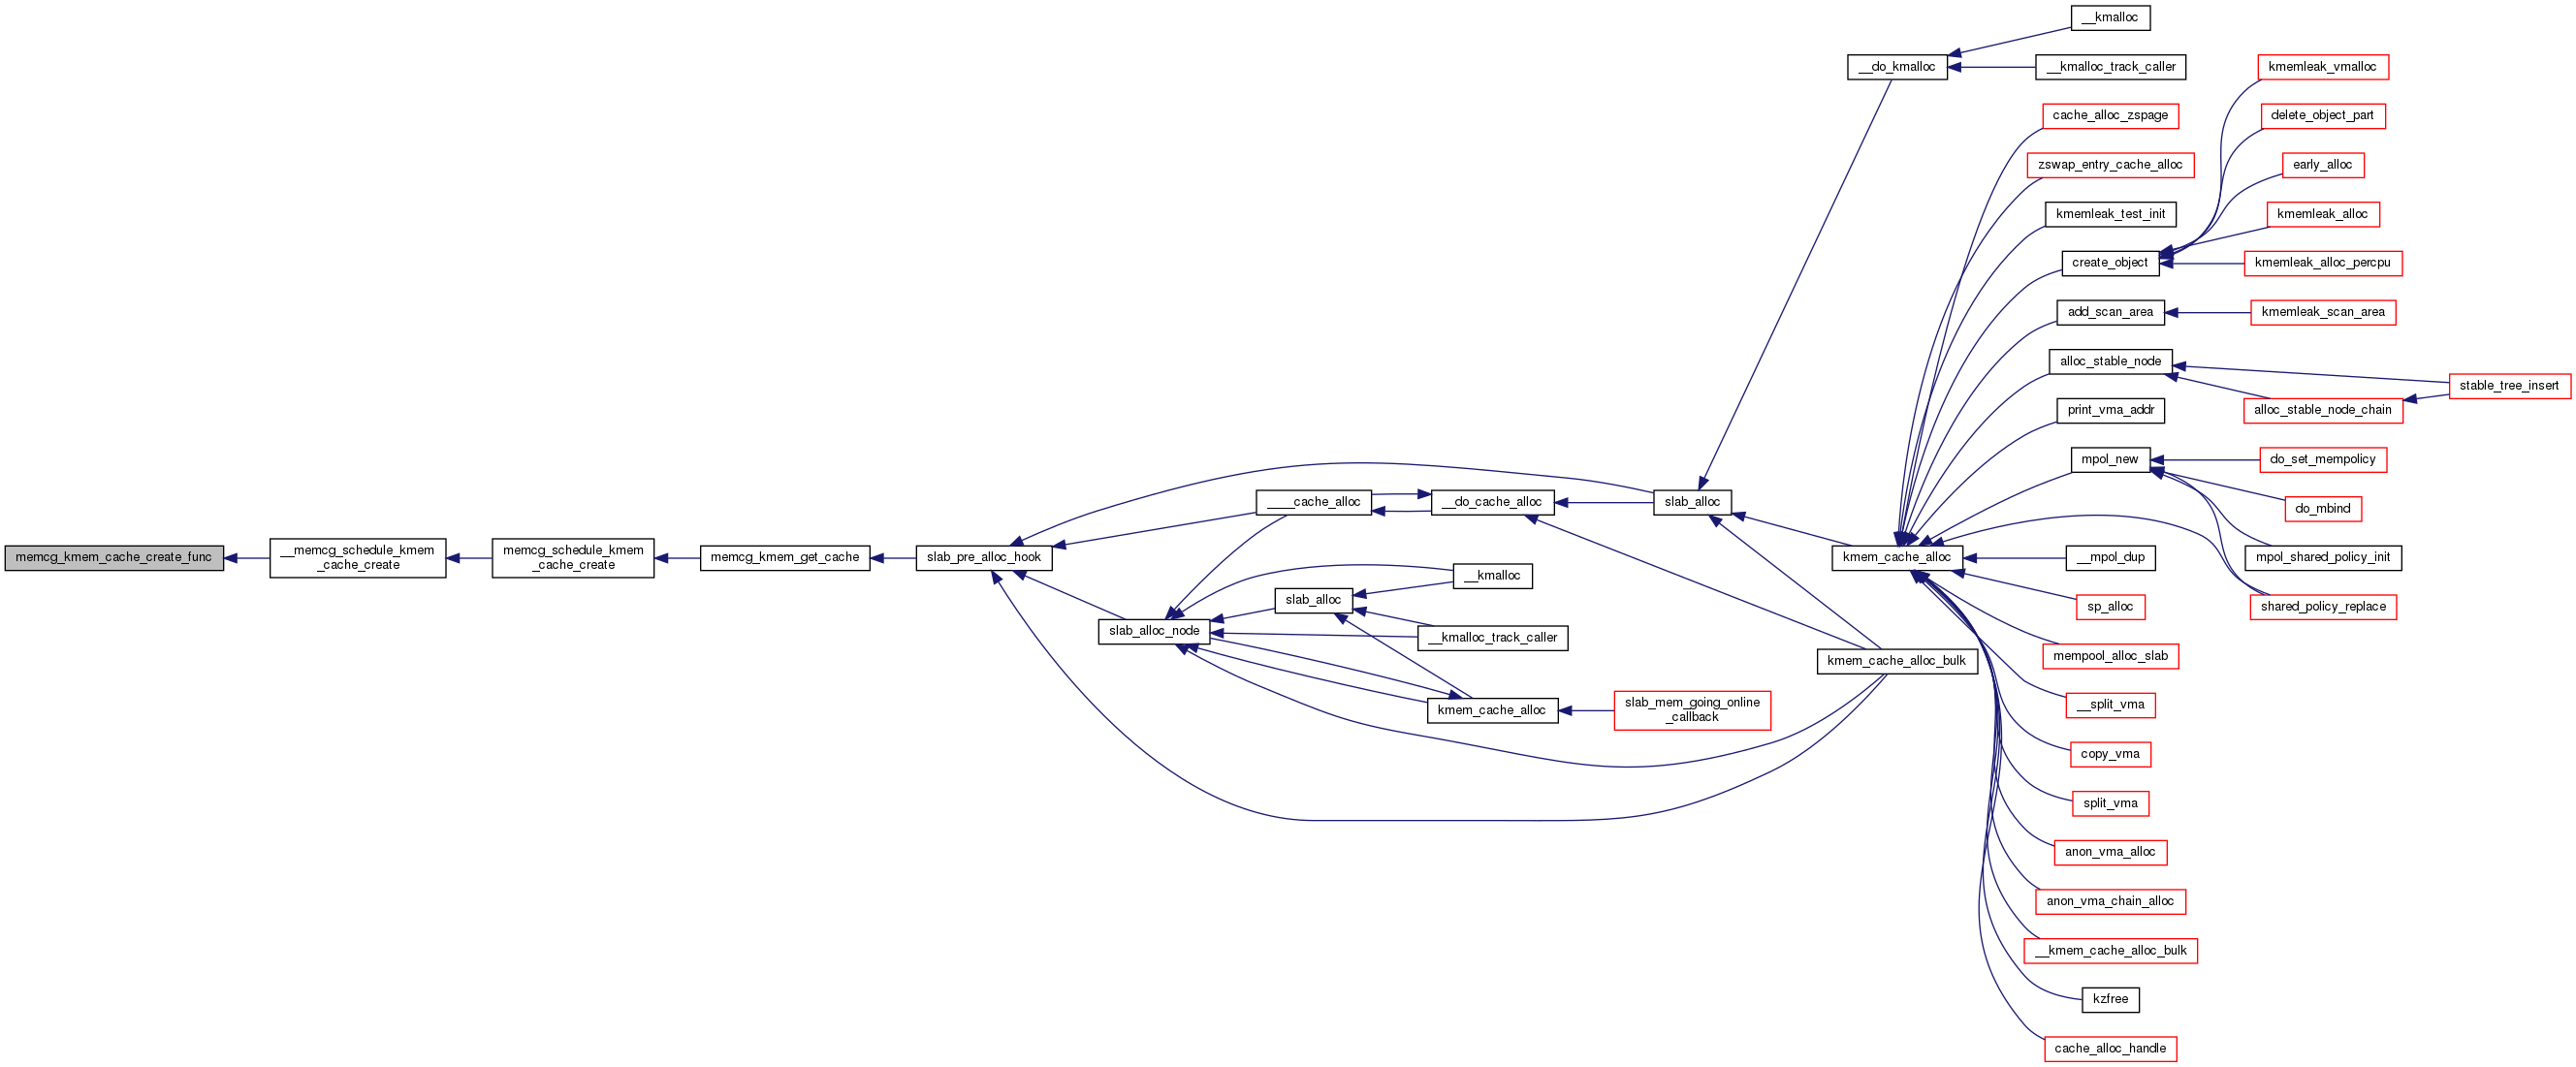 __kmalloc
__do_kmalloc
__kmalloc_track_caller
kmemleak_vmalloc
cache_alloc_zspage
delete_object_part
zswap_entry_cache_alloc
early_alloc
kmemleak_test_init
kmemleak_alloc
create_object
kmemleak_alloc_percpu
add_scan_area
kmemleak_scan_area
alloc_stable_node
stable_tree_insert
alloc_stable_node_chain
print_vma_addr
mpol_new
do_set_mempolicy
____cache_alloc
__do_cache_alloc
slab_alloc
do_mbind
memcg_kmem_cache_create_func
__memcg_schedule_kmem
_cache_create
memcg_schedule_kmem
_cache_create
memcg_kmem_get_cache
slab_pre_alloc_hook
kmem_cache_alloc
__mpol_dup
mpol_shared_policy_init
__kmalloc
slab_alloc
sp_alloc
shared_policy_replace
slab_alloc_node
__kmalloc_track_caller
kmem_cache_alloc_bulk
mempool_alloc_slab
kmem_cache_alloc
slab_mem_going_online
_callback
__split_vma
copy_vma
split_vma
anon_vma_alloc
anon_vma_chain_alloc
__kmem_cache_alloc_bulk
kzfree
cache_alloc_handle